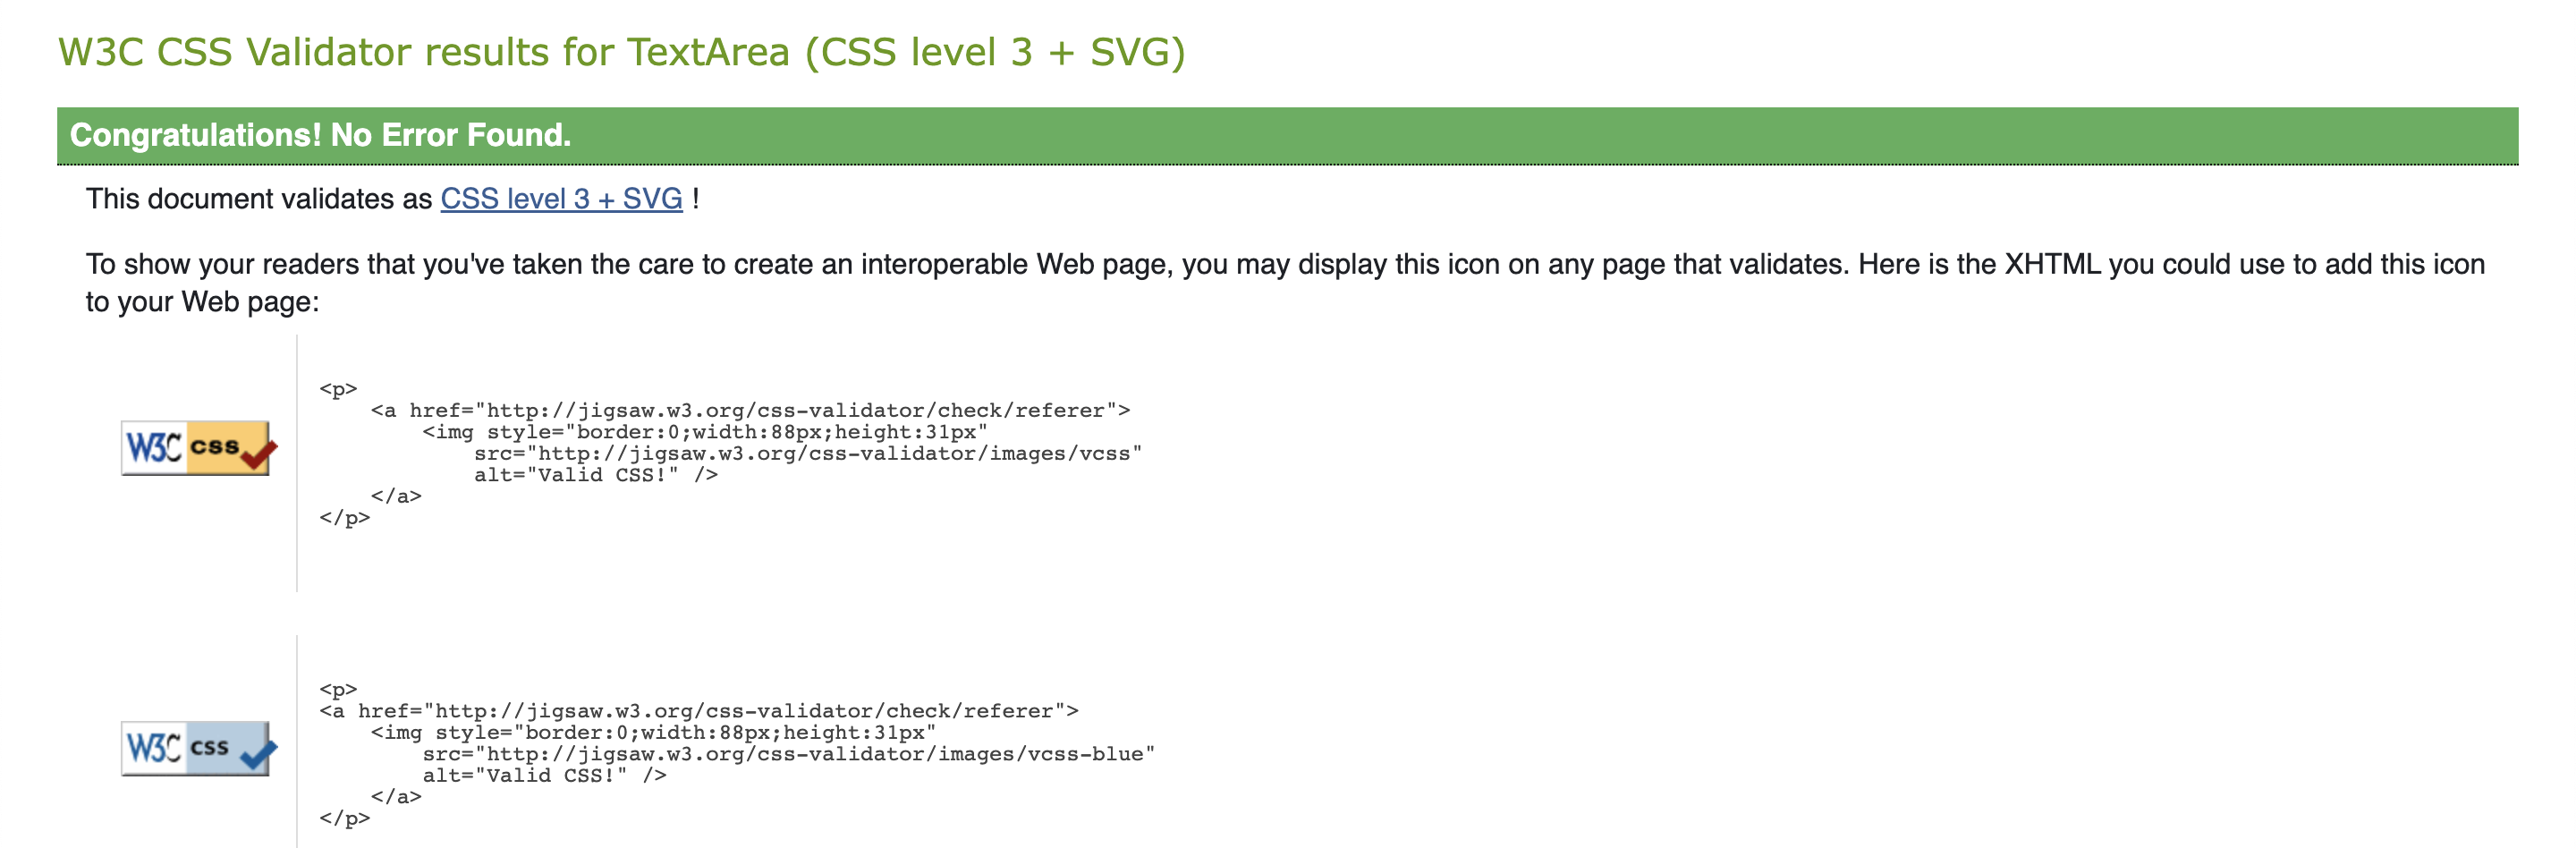 W3C CSS Validator results for TextArea (CSS level 3 + SVG)
Congratulations! No Error Found.
This document validates as CSS level 3 + SVG !
To show your readers that you've taken the care to create an interoperable Web page, you may display this icon on any page that validates. Here is the XHTML you could use to add this icon
to your Web page:
W3C css
<p>
    <a href="http://jigsaw.w3.org/css-validator/check/referer">
        <img style="border:0;width:88px;height:31px"
            src="http://jigsaw.w3.org/css-validator/images/vcss"
            alt="Valid CSS!" />
    </a>
</p>
W3C css
<p>
<a href="http://jigsaw.w3.org/css-validator/check/referer">
    <img style="border:0;width:88px;height:31px"
        src="http://jigsaw.w3.org/css-validator/images/vcss-blue"
        alt="Valid CSS!" />
    </a>
</p>